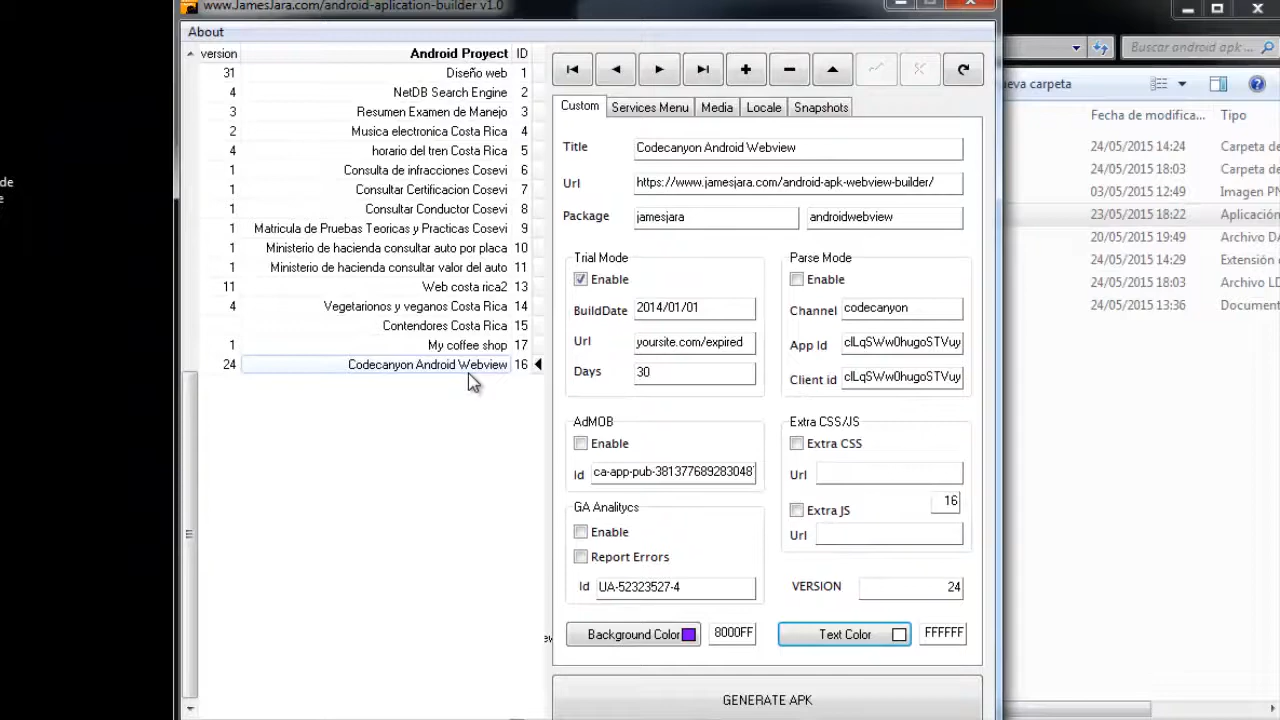 www.JamesJara.com/android-aplication-builder v1.0
About
version Android Proyect ID
31 Diseño web 1
4 NetDB Search Engine 2
3 Resumen Examen de Manejo 3
2 Musica electronica Costa Rica 4
4 horario del tren Costa Rica 5
1 Consulta de infracciones Cosevi 6
1 Consultar Certificacion Cosevi 7
1 Consultar Conductor Cosevi 8
1 Matricula de Pruebas Teoricas y Practicas Cosevi 9
1 Ministerio de hacienda consultar auto por placa 10
1 Ministerio de hacienda consultar valor del auto 11
11 Web costa rica2 13
4 Vegetarionos y veganos Costa Rica 14
Contendores Costa Rica 15
1 My coffee shop 17
24 Codecanyon Android Webview 16
Custom Services Menu Media Locale Snapshots
Title Codecanyon Android Webview
Url https://www.jamesjara.com/android-apk-webview-builder/
Package jamesjara androidwebview
Trial Mode
Enable
BuildDate 2014/01/01
Url yoursite.com/expired
Days 30
Parse Mode
Enable
Channel codecanyon
App Id clLqSWw0hugoSTVuy
Client id clLqSWw0hugoSTVuy
AdMOB
Enable
Id ca-app-pub-381377689283048
Extra CSS/JS
Extra CSS
Url
Extra JS 16
Url
GA Analitycs
Enable
Report Errors
Id UA-52323527-4
VERSION 24
Background Color 8000FF
Text Color FFFFFF
GENERATE APK
Buscar android apk ...
ueva carpeta
Fecha de modifica... Tipo
24/05/2015 14:24 Carpeta de
24/05/2015 18:03 Carpeta de
03/05/2015 12:49 Imagen PN
23/05/2015 18:22 Aplicación
20/05/2015 19:49 Archivo DA
24/05/2015 14:29 Extensión d
24/05/2015 18:03 Archivo LD
24/05/2015 13:36 Document
de
e